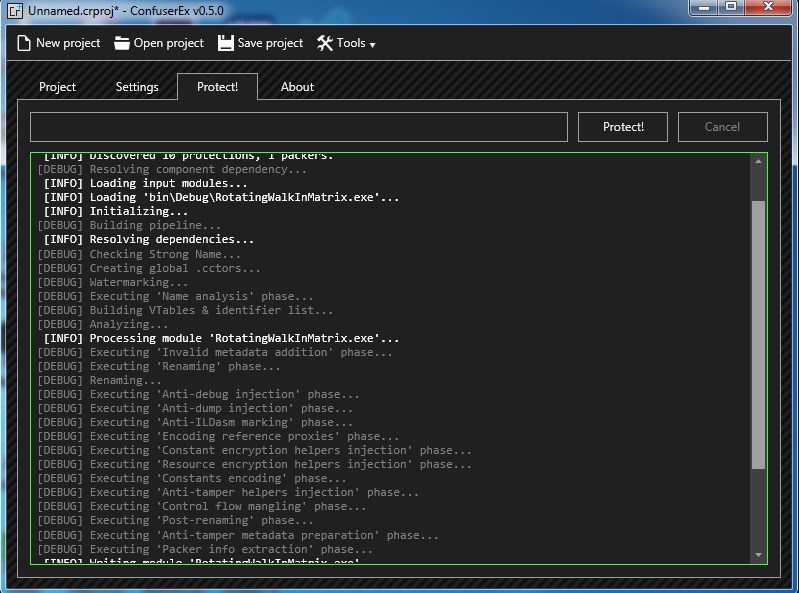 Unnamed.crproj* - ConfuserEx v0.5.0
New project Open project Save project Tools
Project Settings Protect! About
Protect! Cancel
[INFO] Discovered 10 protections, 1 packers.
[DEBUG] Resolving component dependency...
[INFO] Loading input modules...
[INFO] Loading 'bin\Debug\RotatingWalkInMatrix.exe'...
[INFO] Initializing...
[DEBUG] Building pipeline...
[INFO] Resolving dependencies...
[DEBUG] Checking Strong Name...
[DEBUG] Creating global .cctors...
[DEBUG] Watermarking...
[DEBUG] Executing 'Name analysis' phase...
[DEBUG] Building VTables & identifier list...
[DEBUG] Analyzing...
[INFO] Processing module 'RotatingWalkInMatrix.exe'...
[DEBUG] Executing 'Invalid metadata addition' phase...
[DEBUG] Executing 'Renaming' phase...
[DEBUG] Renaming...
[DEBUG] Executing 'Anti-debug injection' phase...
[DEBUG] Executing 'Anti-dump injection' phase...
[DEBUG] Executing 'Anti-ILDasm marking' phase...
[DEBUG] Executing 'Encoding reference proxies' phase...
[DEBUG] Executing 'Constant encryption helpers injection' phase...
[DEBUG] Executing 'Resource encryption helpers injection' phase...
[DEBUG] Executing 'Constants encoding' phase...
[DEBUG] Executing 'Anti-tamper helpers injection' phase...
[DEBUG] Executing 'Control flow mangling' phase...
[DEBUG] Executing 'Post-renaming' phase...
[DEBUG] Executing 'Anti-tamper metadata preparation' phase...
[DEBUG] Executing 'Packer info extraction' phase...
[INFO] Writing module 'RotatingWalkInMatrix.exe'